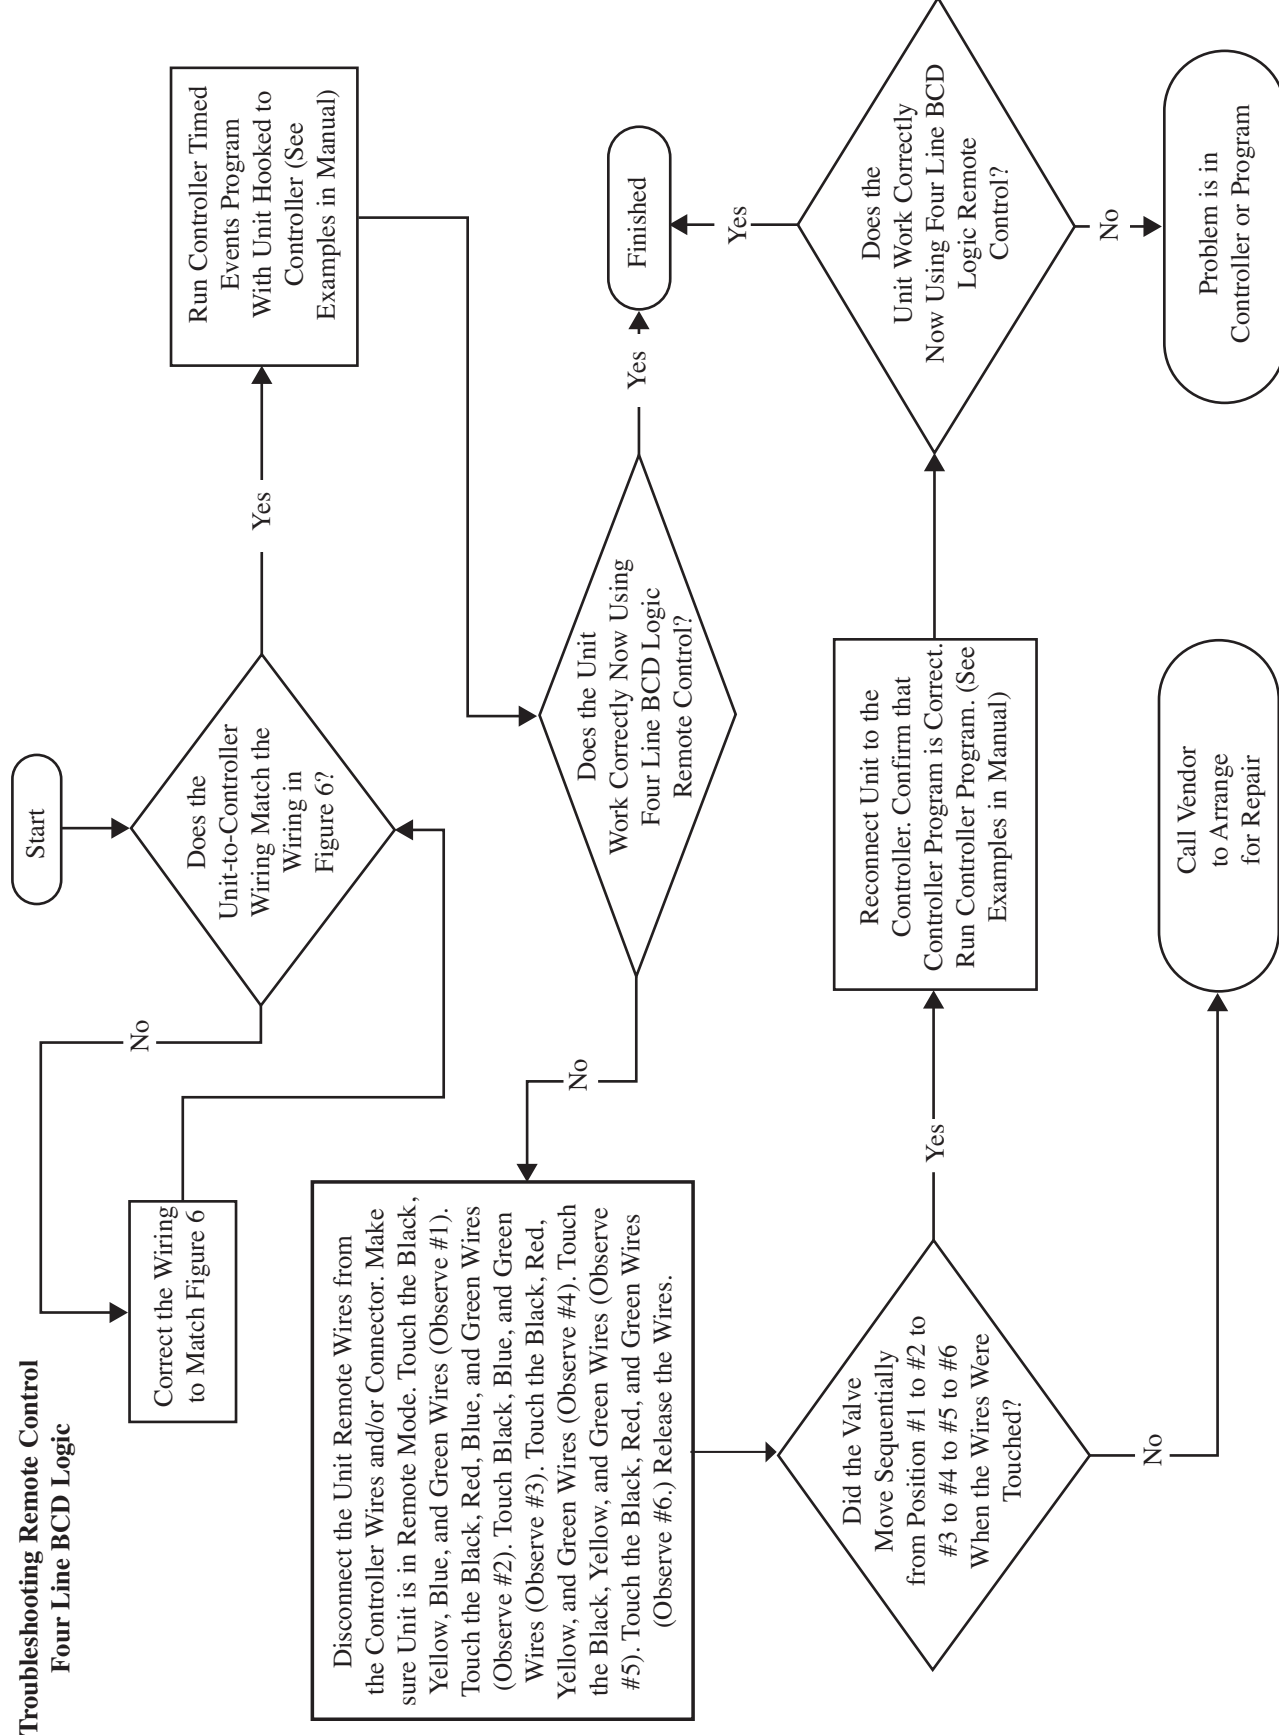 Troubleshooting Remote Control
Four Line BCD Logic
Start
Does the
Unit-to-Controller
Wiring Match the
Wiring in
Figure 6?
No
Yes
Correct the Wiring
to Match Figure 6
Run Controller Timed
Events Program
With Unit Hooked to
Controller (See
Examples in Manual)
Does the Unit
Work Correctly Now Using
Four Line BCD Logic
Remote Control?
Yes
Finished
No
Disconnect the Unit Remote Wires from
the Controller Wires and/or Connector. Make
sure Unit is in Remote Mode. Touch the Black,
Yellow, Blue, and Green Wires (Observe #1).
Touch the Black, Red, Blue, and Green Wires
(Observe #2). Touch Black, Blue, and Green
Wires (Observe #3). Touch the Black, Red,
Yellow, and Green Wires (Observe #4). Touch
the Black, Yellow, and Green Wires (Observe
#5). Touch the Black, Red, and Green Wires
(Observe #6.) Release the Wires.
Did the Valve
Move Sequentially
from Position #1 to #2 to
#3 to #4 to #5 to #6
When the Wires Were
Touched?
Yes
No
Reconnect Unit to the
Controller. Confirm that
Controller Program is Correct.
Run Controller Program. (See
Examples in Manual)
Does the
Unit Work Correctly
Now Using Four Line BCD
Logic Remote
Control?
Yes
No
Call Vendor
to Arrange
for Repair
Problem is in
Controller or Program